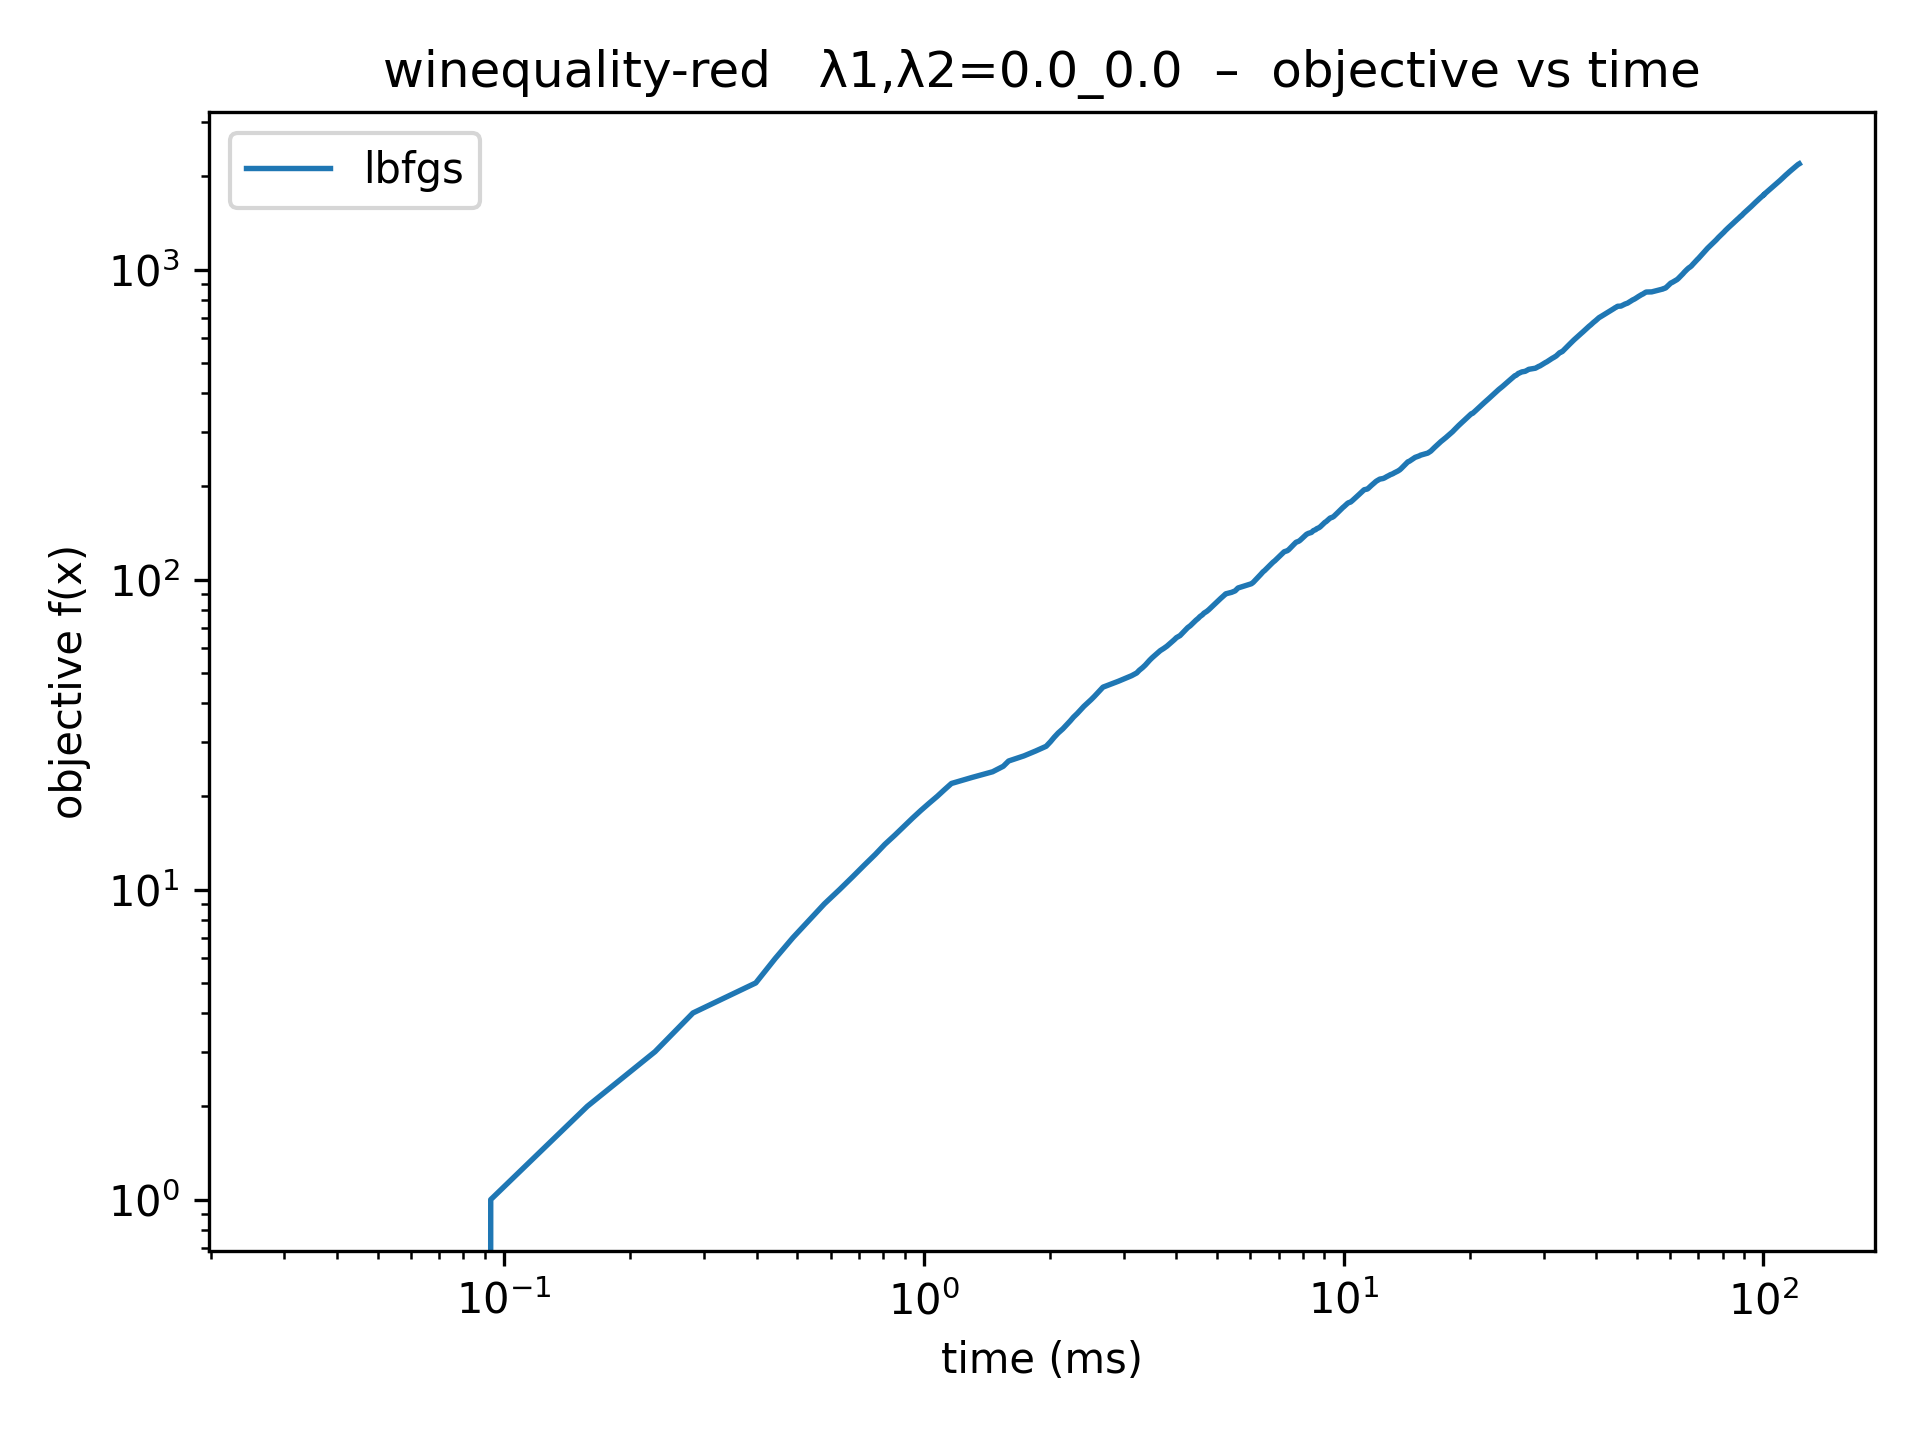 winequality-red   λ1,λ2=0.0_0.0  –  objective vs time
lbfgs
objective f(x)
10³
10²
10¹
10⁰
10⁻¹ 10⁰ 10¹ 10²
time (ms)